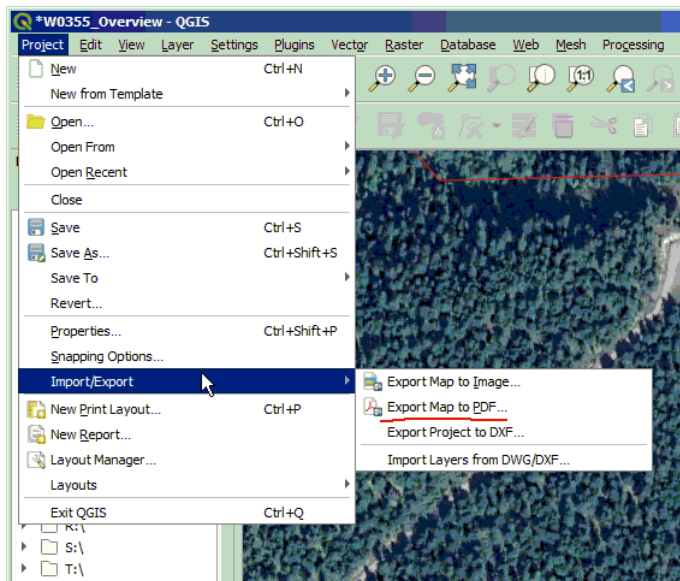 *W0355_Overview - QGIS
Project Edit View Layer Settings Plugins Vector Raster Database Web Mesh Processing
New Ctrl+N
New from Template
Open... Ctrl+O
Open From
Open Recent
Close
Save Ctrl+S
Save As... Ctrl+Shift+S
Save To
Revert...
Properties... Ctrl+Shift+P
Snapping Options...
Import/Export
Export Map to Image...
New Print Layout... Ctrl+P
Export Map to PDF...
New Report...
Export Project to DXF...
Layout Manager...
Import Layers from DWG/DXF...
Layouts
Exit QGIS Ctrl+Q
R:\
S:\
T:\
1:1